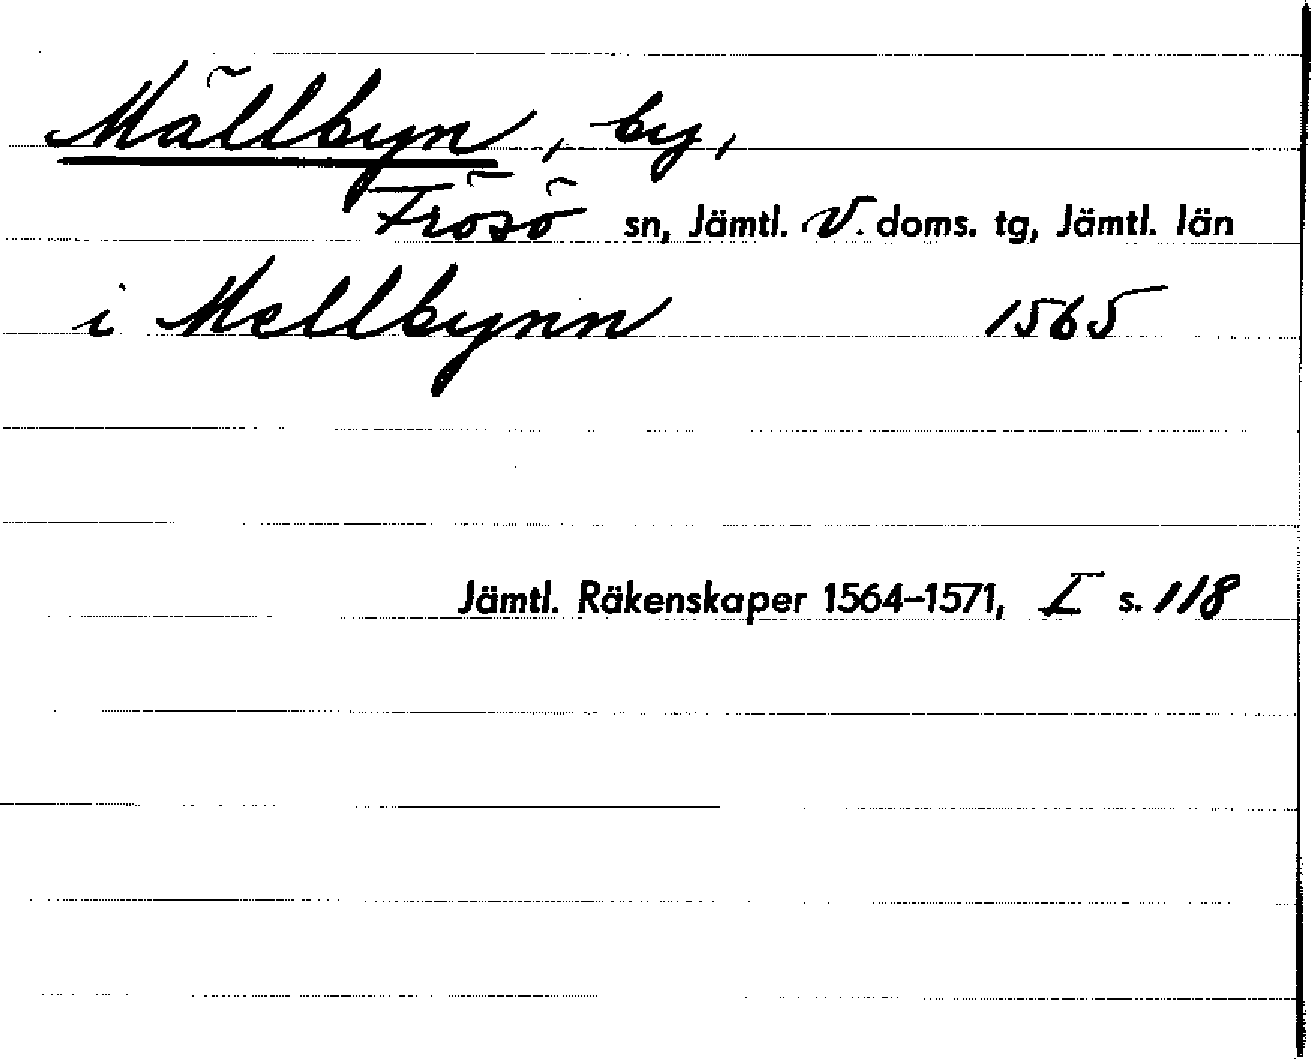 Mällbyn, by,
Frösö sn, Jämtl. V. doms. tg, Jämtl. län
i Mellbynn 1565
Jämtl. Räkenskaper 1564–1571, I s. 118